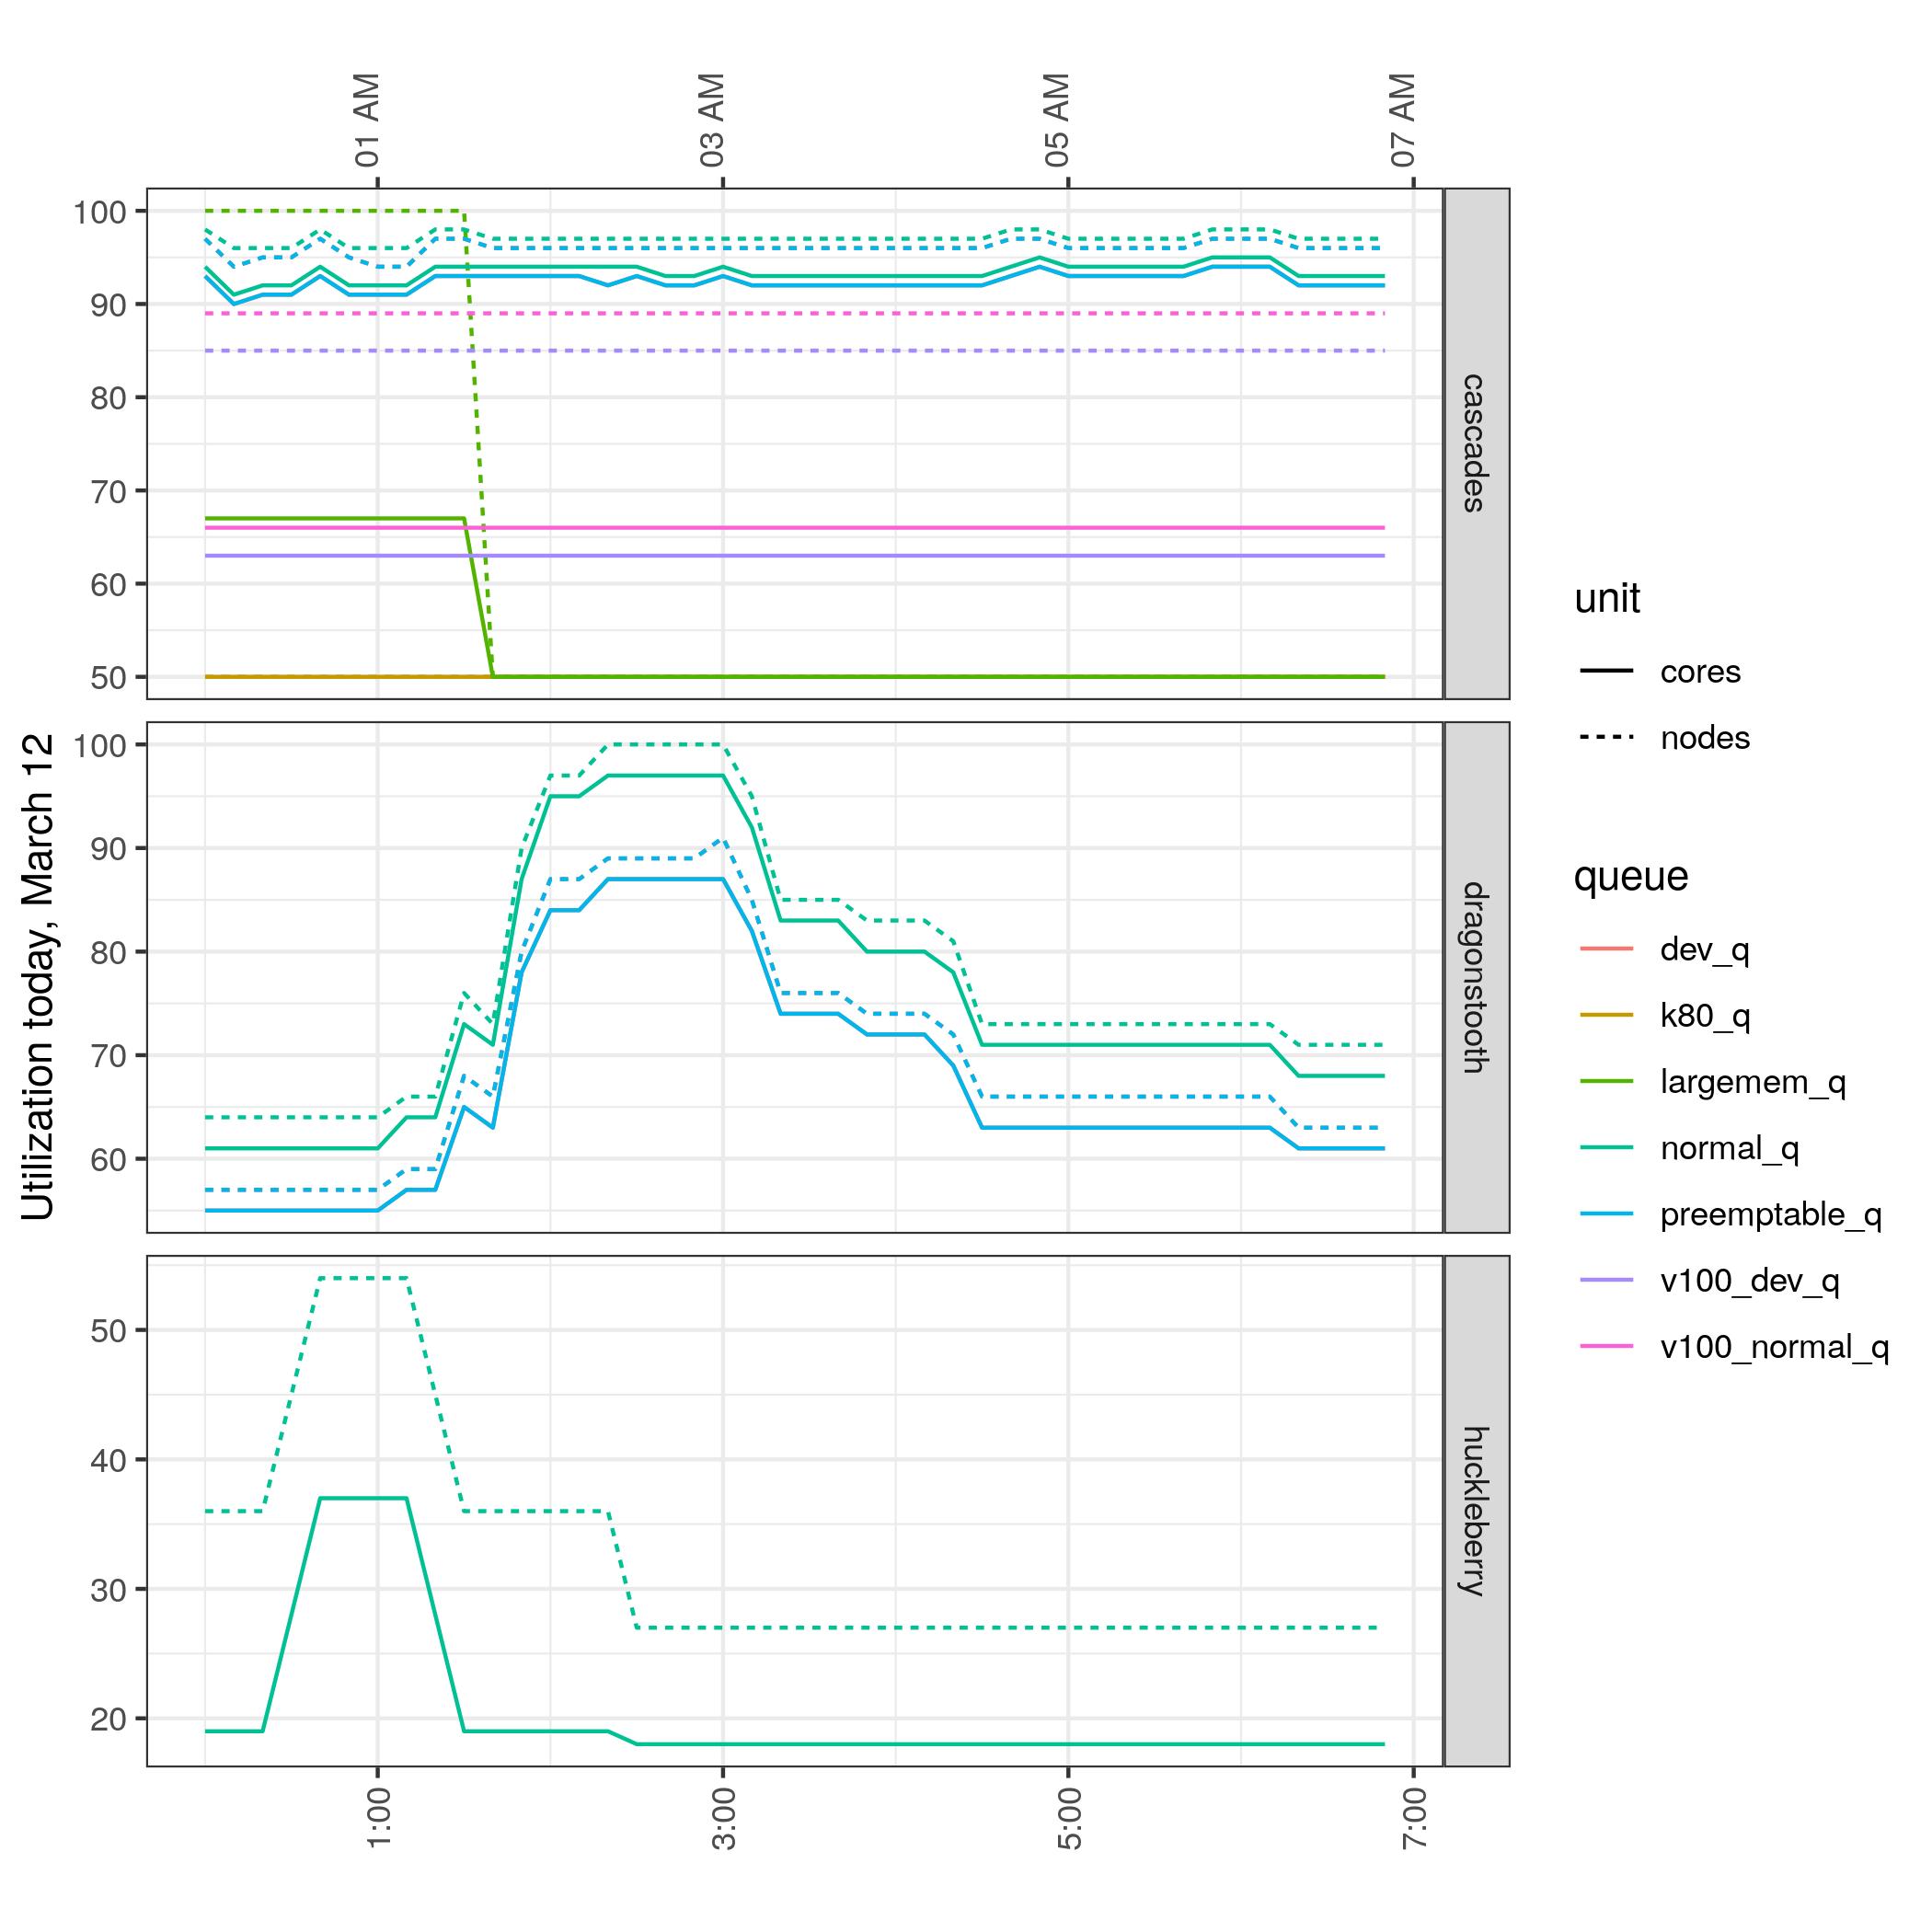 01 AM
03 AM
05 AM
07 AM
Utilization today, March 12
100
90
80
70
60
50
cascades
100
90
80
70
60
dragonstooth
50
40
30
20
huckleberry
1:00
3:00
5:00
7:00
unit
cores
nodes
queue
dev_q
k80_q
largemem_q
normal_q
preemptable_q
v100_dev_q
v100_normal_q